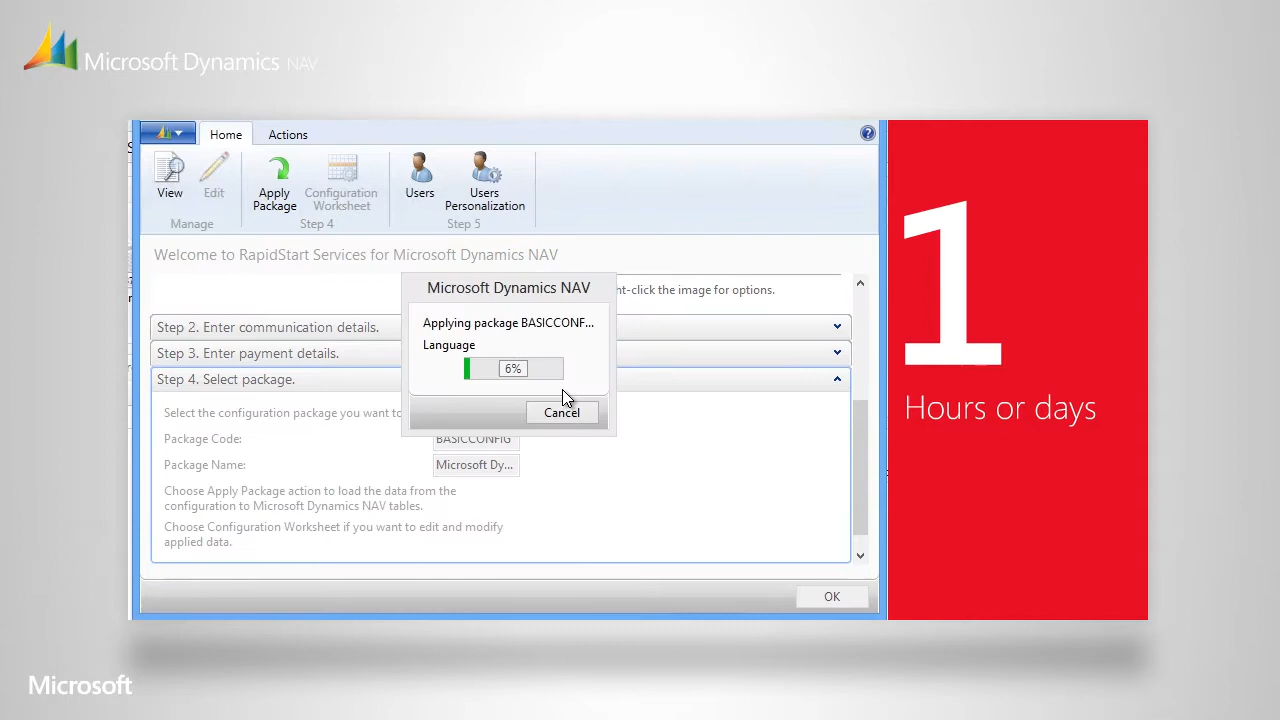 Microsoft Dynamics NAV
Home
Actions
View
Edit
Apply
Package
Configuration
Worksheet
Users
Users
Personalization
Manage
Step 4
Step 5
Welcome to RapidStart Services for Microsoft Dynamics NAV
Microsoft Dynamics NAV
nt-click the image for options.
Applying package BASICCONF...
Step 2. Enter communication details.
Language
Step 3. Enter payment details.
6%
Step 4. Select package.
Select the configuration package you want to
Cancel
Package Code:
BASICCONFIG
Package Name:
Microsoft Dy...
Choose Apply Package action to load the data from the
configuration to Microsoft Dynamics NAV tables.
Choose Configuration Worksheet if you want to edit and modify
applied data.
OK
1
Hours or days
Microsoft